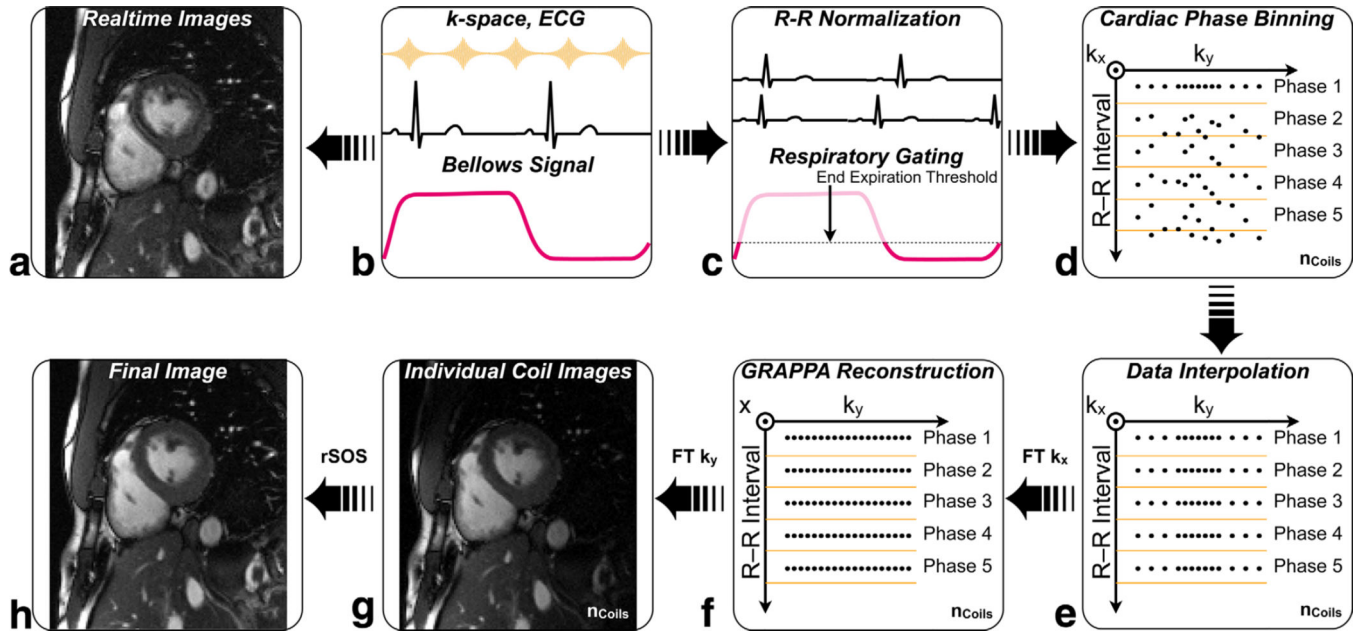 Realtime Images
a
k-space, ECG
Bellows Signal
b
R-R Normalization
Respiratory Gating
End Expiration Threshold
c
Cardiac Phase Binning
kx
ky
R–R Interval
Phase 1
Phase 2
Phase 3
Phase 4
Phase 5
nCoils
d
Final Image
h
rSOS
Individual Coil Images
nCoils
g
FT ky
GRAPPA Reconstruction
x
ky
R–R Interval
Phase 1
Phase 2
Phase 3
Phase 4
Phase 5
nCoils
f
FT kx
Data Interpolation
kx
ky
R–R Interval
Phase 1
Phase 2
Phase 3
Phase 4
Phase 5
nCoils
e